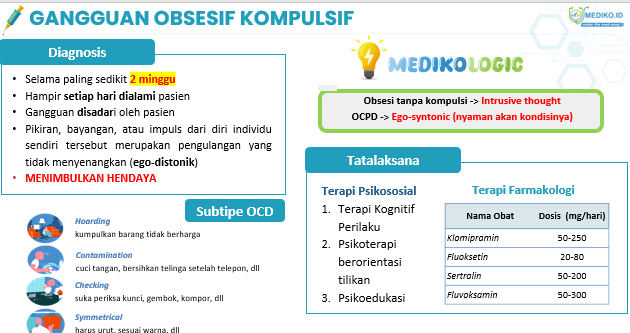 GANGGUAN OBSESIF KOMPULSIF
MEDIKO.ID
Diagnosis
• Selama paling sedikit 2 minggu
• Hampir setiap hari dialami pasien
• Gangguan disadari oleh pasien
• Pikiran, bayangan, atau impuls dari diri individu
sendiri tersebut merupakan pengulangan yang
tidak menyenangkan (ego-distonik)
• MENIMBULKAN HENDAYA
Subtipe OCD
Hoarding
kumpulkan barang tidak berharga
Contamination
cuci tangan, bersihkan telinga setelah telepon, dll
Checking
suka periksa kunci, gembok, kompor, dll
Symmetrical
harus urut, sesuai warna, dll
MEDIKOLOGIC
Obsesi tanpa kompulsi -> Intrusive thought
OCPD -> Ego-syntonic (nyaman akan kondisinya)
Tatalaksana
Terapi Psikososial
1. Terapi Kognitif
Perilaku
2. Psikoterapi
berorientasi
tilikan
3. Psikoedukasi
Terapi Farmakologi
Nama Obat Dosis (mg/hari)
Klomipramin 50-250
Fluoksetin 20-80
Sertralin 50-200
Fluvoksamin 50-300